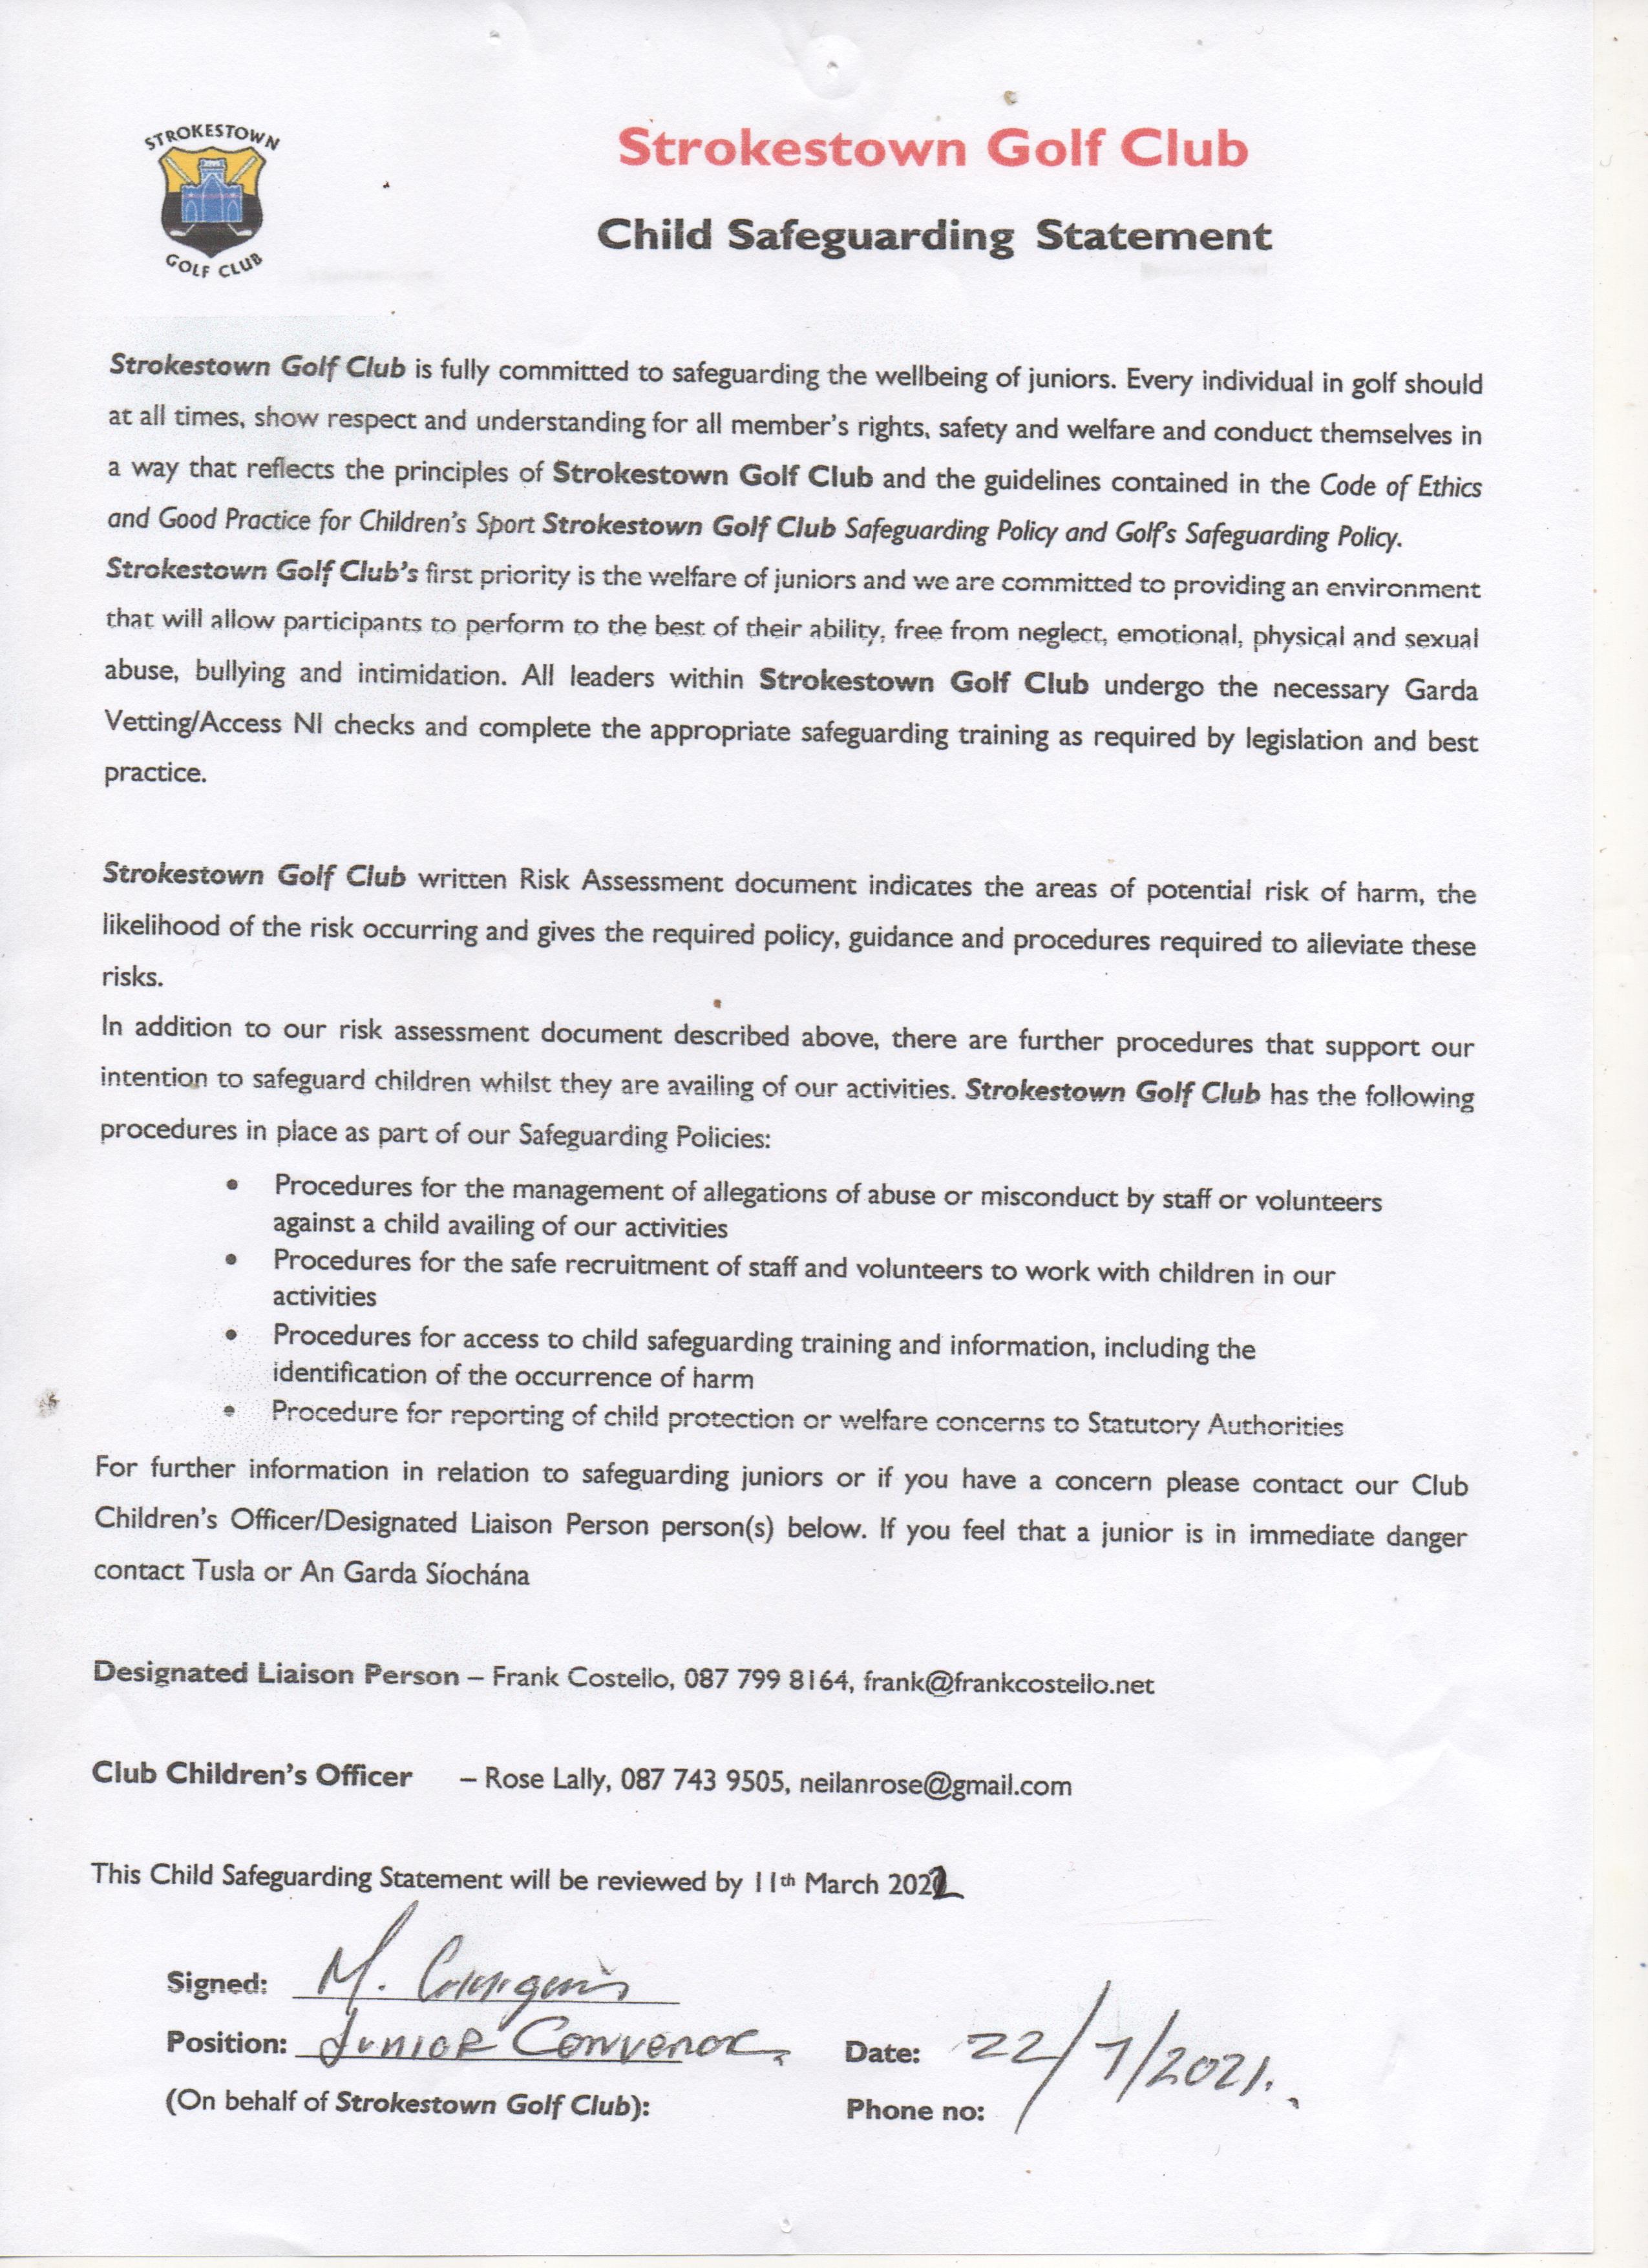 STROKESTOWN
GOLF CLUB
Strokestown Golf Club
Child Safeguarding Statement
Strokestown Golf Club is fully committed to safeguarding the wellbeing of juniors. Every individual in golf should
at all times, show respect and understanding for all member's rights, safety and welfare and conduct themselves in
a way that reflects the principles of Strokestown Golf Club and the guidelines contained in the Code of Ethics
and Good Practice for Children's Sport Strokestown Golf Club Safeguarding Policy and Golf's Safeguarding Policy.
Strokestown Golf Club's first priority is the welfare of juniors and we are committed to providing an environment
that will allow participants to perform to the best of their ability, free from neglect, emotional, physical and sexual
abuse, bullying and intimidation. All leaders within Strokestown Golf Club undergo the necessary Garda
Vetting/Access NI checks and complete the appropriate safeguarding training as required by legislation and best
practice.
Strokestown Golf Club written Risk Assessment document indicates the areas of potential risk of harm, the
likelihood of the risk occurring and gives the required policy, guidance and procedures required to alleviate these
risks.
In addition to our risk assessment document described above, there are further procedures that support our
intention to safeguard children whilst they are availing of our activities. Strokestown Golf Club has the following
procedures in place as part of our Safeguarding Policies:
• Procedures for the management of allegations of abuse or misconduct by staff or volunteers
against a child availing of our activities
• Procedures for the safe recruitment of staff and volunteers to work with children in our
activities
• Procedures for access to child safeguarding training and information, including the
identification of the occurrence of harm
• Procedure for reporting of child protection or welfare concerns to Statutory Authorities
For further information in relation to safeguarding juniors or if you have a concern please contact our Club
Children's Officer/Designated Liaison Person person(s) below. If you feel that a junior is in immediate danger
contact Tusla or An Garda Síochána
Designated Liaison Person – Frank Costello, 087 799 8164, frank@frankcostello.net
Club Children's Officer – Rose Lally, 087 743 9505, neilanrose@gmail.com
This Child Safeguarding Statement will be reviewed by 11th March 2022
Signed: M.
Position: Junior Convenor.
Date: 22/7/2021.
(On behalf of Strokestown Golf Club):
Phone no: